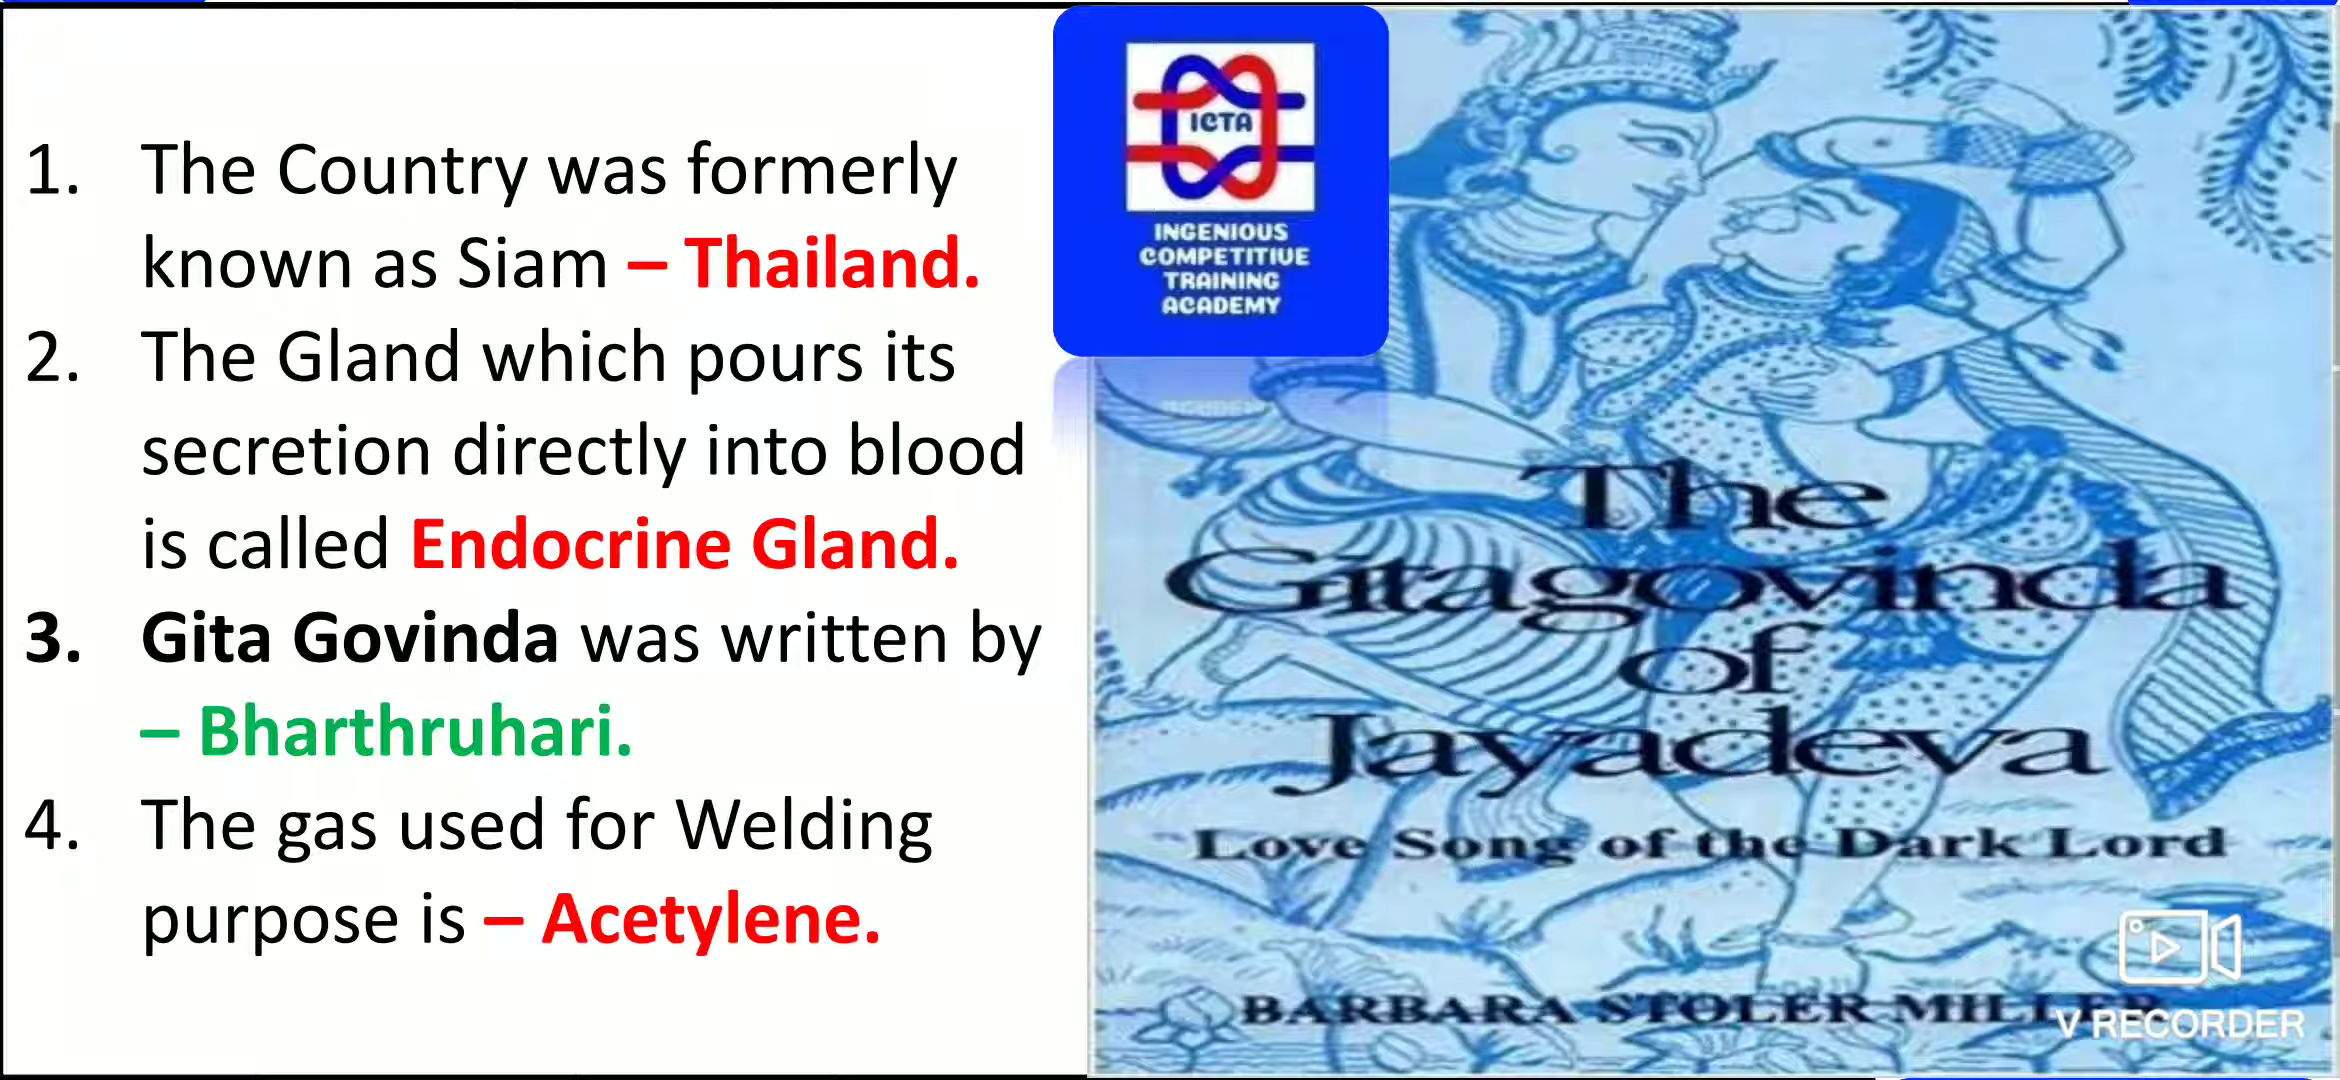 1. The Country was formerly
known as Siam – Thailand.
2. The Gland which pours its
secretion directly into blood
is called Endocrine Gland.
3. Gita Govinda was written by
– Bharthruhari.
4. The gas used for Welding
purpose is – Acetylene.
ICTA
INGENIOUS
COMPETITIVE
TRAINING
ACADEMY
The
Gitagovinda
of
Jayadeva
Love Song of the Dark Lord
BARBARA STOLER MILLER
V RECORDER